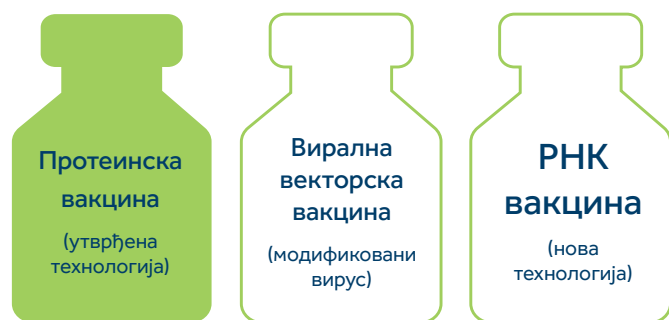 Протеинска
вакцина
(утврђена
технологија)
Вирална
векторска
вакцина
(модификовани
вирус)
РНК
вакцина
(нова
технологија)